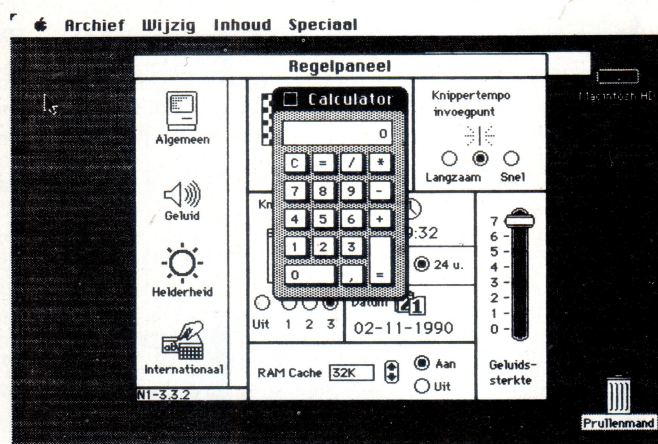 Archief Wijzig Inhoud Speciaal
Regelpaneel
Macintosh HD
Algemeen
Geluid
Helderheid
Internationaal
N1-3.3.2
Calculator
0
C = / *
7 8 9 -
4 5 6 +
1 2 3
0 , =
Knippertempo
invoegpunt
Langzaam Snel
Kn
9:32
24 u.
Uit 1 2 3
Datum
21
02-11-1990
RAM Cache 32K
Aan
Uit
7
6
5
4
3
2
1
0
Geluids-
sterkte
Prullenmand